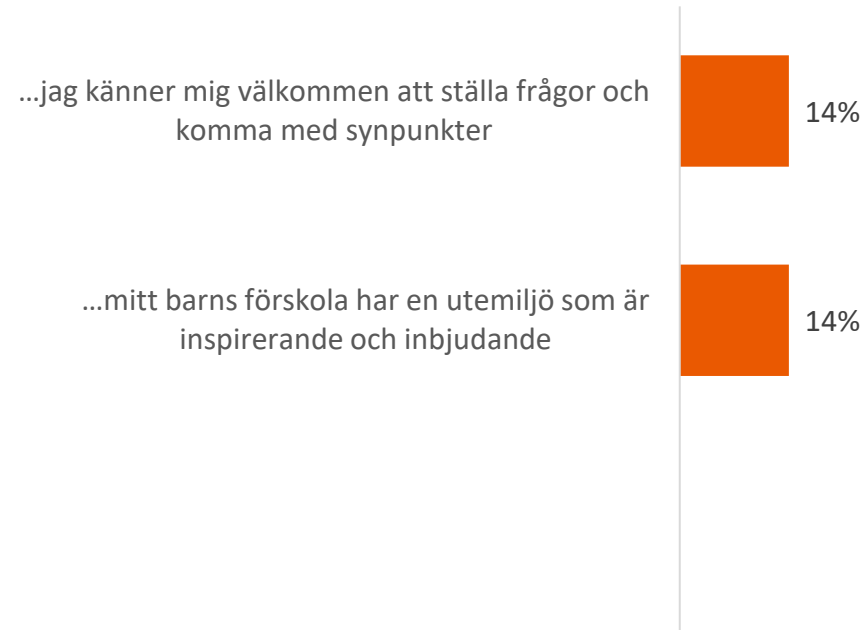 ...jag känner mig välkommen att ställa frågor och
komma med synpunkter
14%
...mitt barns förskola har en utemiljö som är
inspirerande och inbjudande
14%